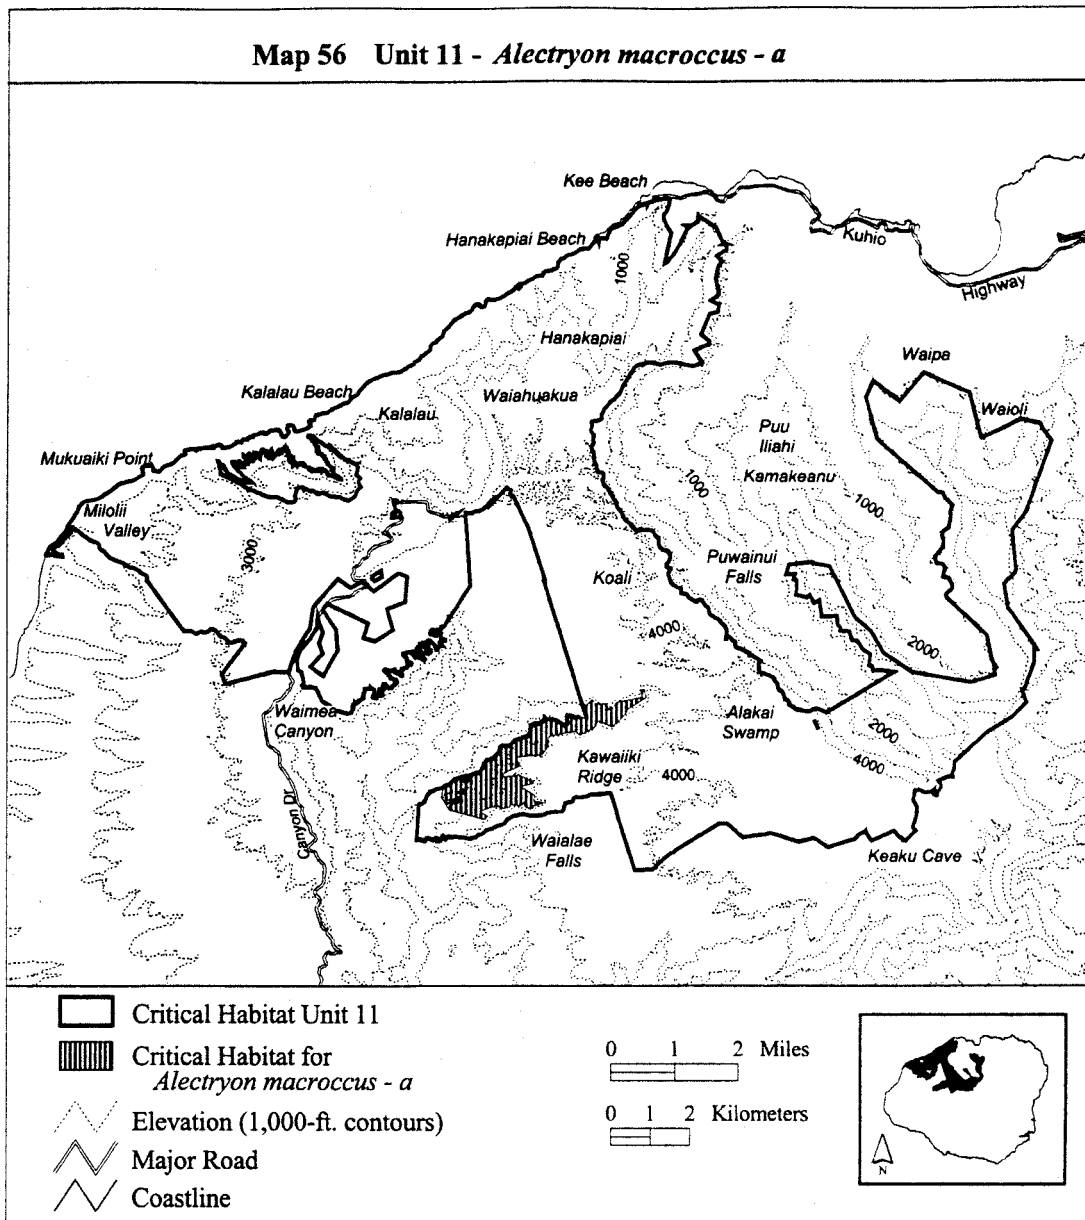 Map 56 Unit 11 - Alectryon macroccus - a
Kee Beach
Hanakapiai Beach
Kuhio
Highway
1000
Hanakapiai
Waipa
Kalalau Beach
Kalalau
Waiahuakua
Waioli
Puu
Iliahi
Mukuaiki Point
Kamakeanu
1000
1000
Milolii
Valley
3000
Puwainui
Falls
Koali
4000
2000
Waimea
Canyon
Alakai
Swamp
2000
4000
Kawaiiki
Ridge
4000
Canyon Dr
Waialae
Falls
Keaku Cave
Critical Habitat Unit 11
Critical Habitat for
Alectryon macroccus - a
Elevation (1,000-ft. contours)
Major Road
Coastline
0 1 2 Miles
0 1 2 Kilometers
N